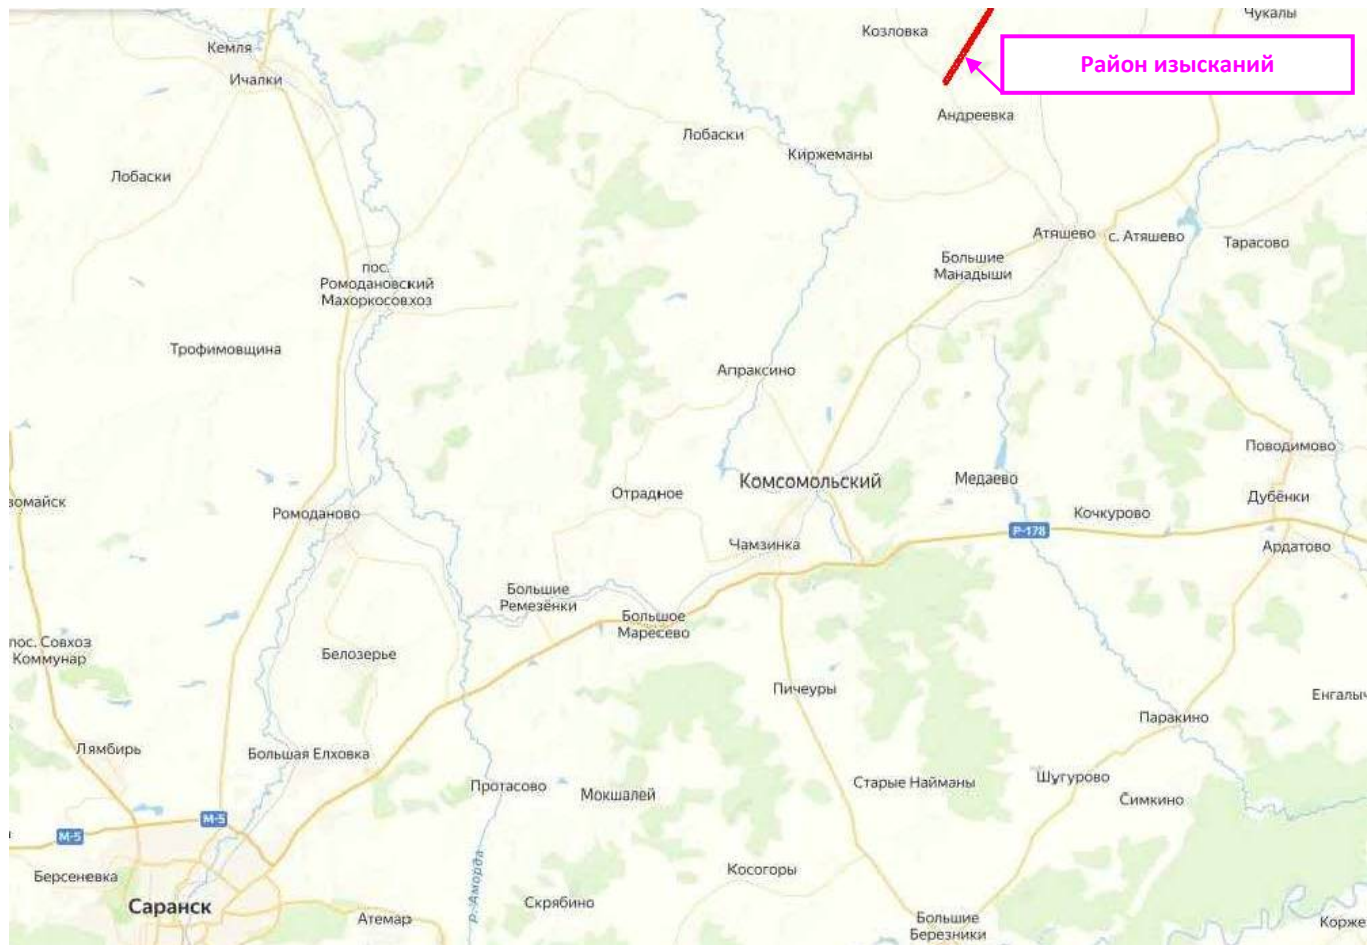 Чукалы
Козловка
Кемля
Район изысканий
Ичалки
Андреевка
Лобаски
Киржеманы
Лобаски
Атяшево
с. Атяшево
Тарасово
Большие
Манадыши
пос.
Ромодановский
Махоркосовхоз
Трофимовщина
Апраксино
Поводимово
Комсомольский
Медаево
Отрадное
Дубёнки
вомайск
Ромоданово
Кочкурово
Р-178
Чамзинка
Ардатово
Большие
Ремезёнки
Большое
Маресево
пос. Совхоз
Коммунар
Белозерье
Пичеуры
Енгалыч
Паракино
Лямбирь
Большая Елховка
Протасово
Мокшалей
Старые Найманы
Шугурово
Симкино
М-5
М-5
Берсеневка
Косогоры
р. Аморда
Саранск
Скрябино
Атемар
Большие
Березники
Корже